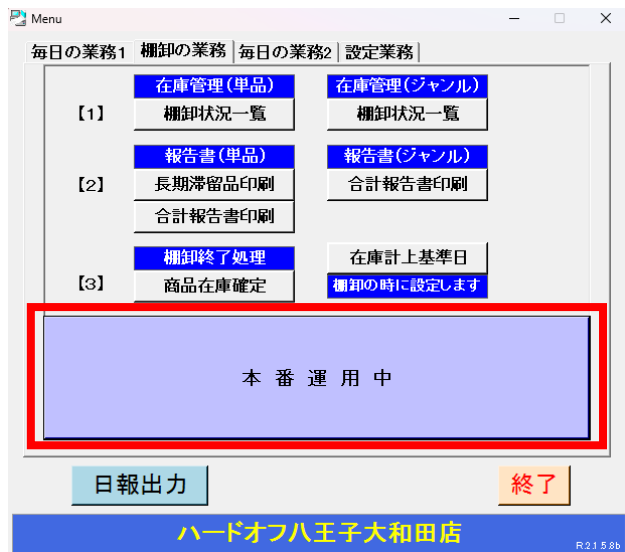 Menu
毎日の業務1 棚卸の業務 毎日の業務2 設定業務
在庫管理(単品) 在庫管理(ジャンル)
【1】 棚卸状況一覧 棚卸状況一覧
報告書(単品) 報告書(ジャンル)
【2】 長期滞留品印刷 合計報告書印刷
合計報告書印刷
棚卸終了処理 在庫計上基準日
【3】 商品在庫確定 棚卸の時に設定します
本番運用中
日報出力 終了
ハードオフ八王子大和田店
R.2.1.5.8b